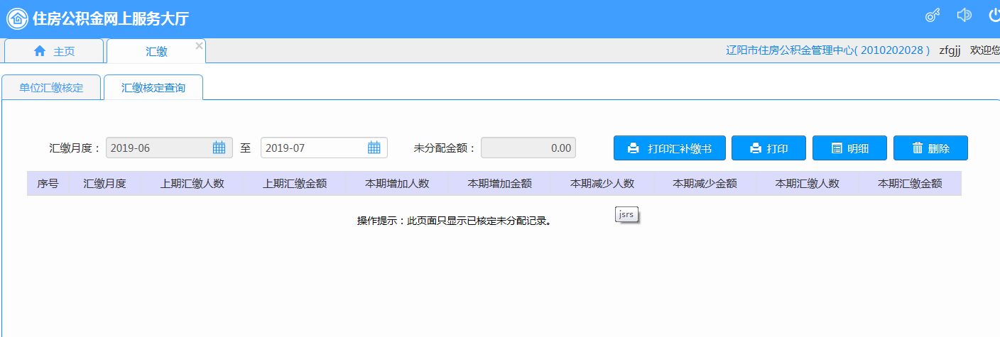 住房公积金网上服务大厅
主页 汇缴 辽阳市住房公积金管理中心( 2010202028 ) zfgjj 欢迎您
单位汇缴核定 汇缴核定查询
汇缴月度： 2019-06 至 2019-07 未分配金额： 0.00 打印汇补缴书 打印 明细 删除
序号 汇缴月度 上期汇缴人数 上期汇缴金额 本期增加人数 本期增加金额 本期减少人数 本期减少金额 本期汇缴人数 本期汇缴金额
jsrs
操作提示：此页面只显示已核定未分配记录。